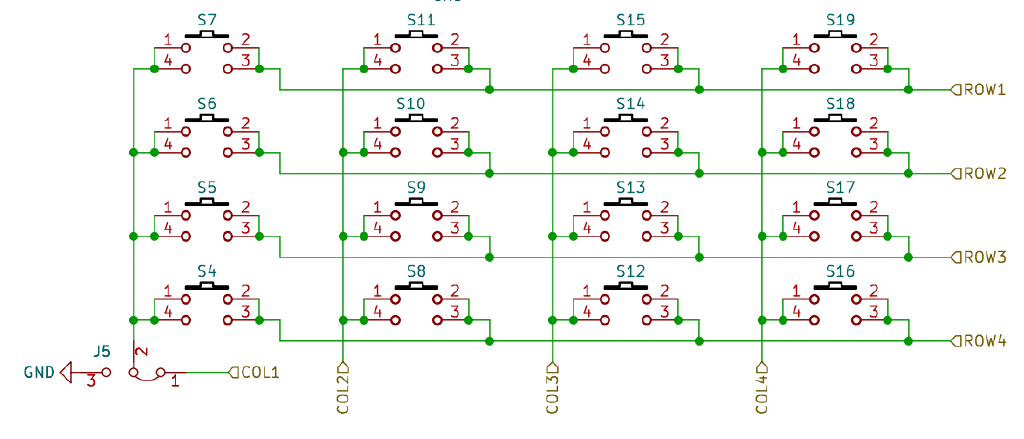 S7 S11 S15 S19
1 2 1 2 1 2 1 2
4 3 4 3 4 3 4 3
ROW1
S6 S10 S14 S18
1 2 1 2 1 2 1 2
4 3 4 3 4 3 4 3
ROW2
S5 S9 S13 S17
1 2 1 2 1 2 1 2
4 3 4 3 4 3 4 3
ROW3
S4 S8 S12 S16
1 2 1 2 1 2 1 2
4 3 4 3 4 3 4 3
ROW4
J5 2
GND 3 1 COL1
COL2 COL3 COL4